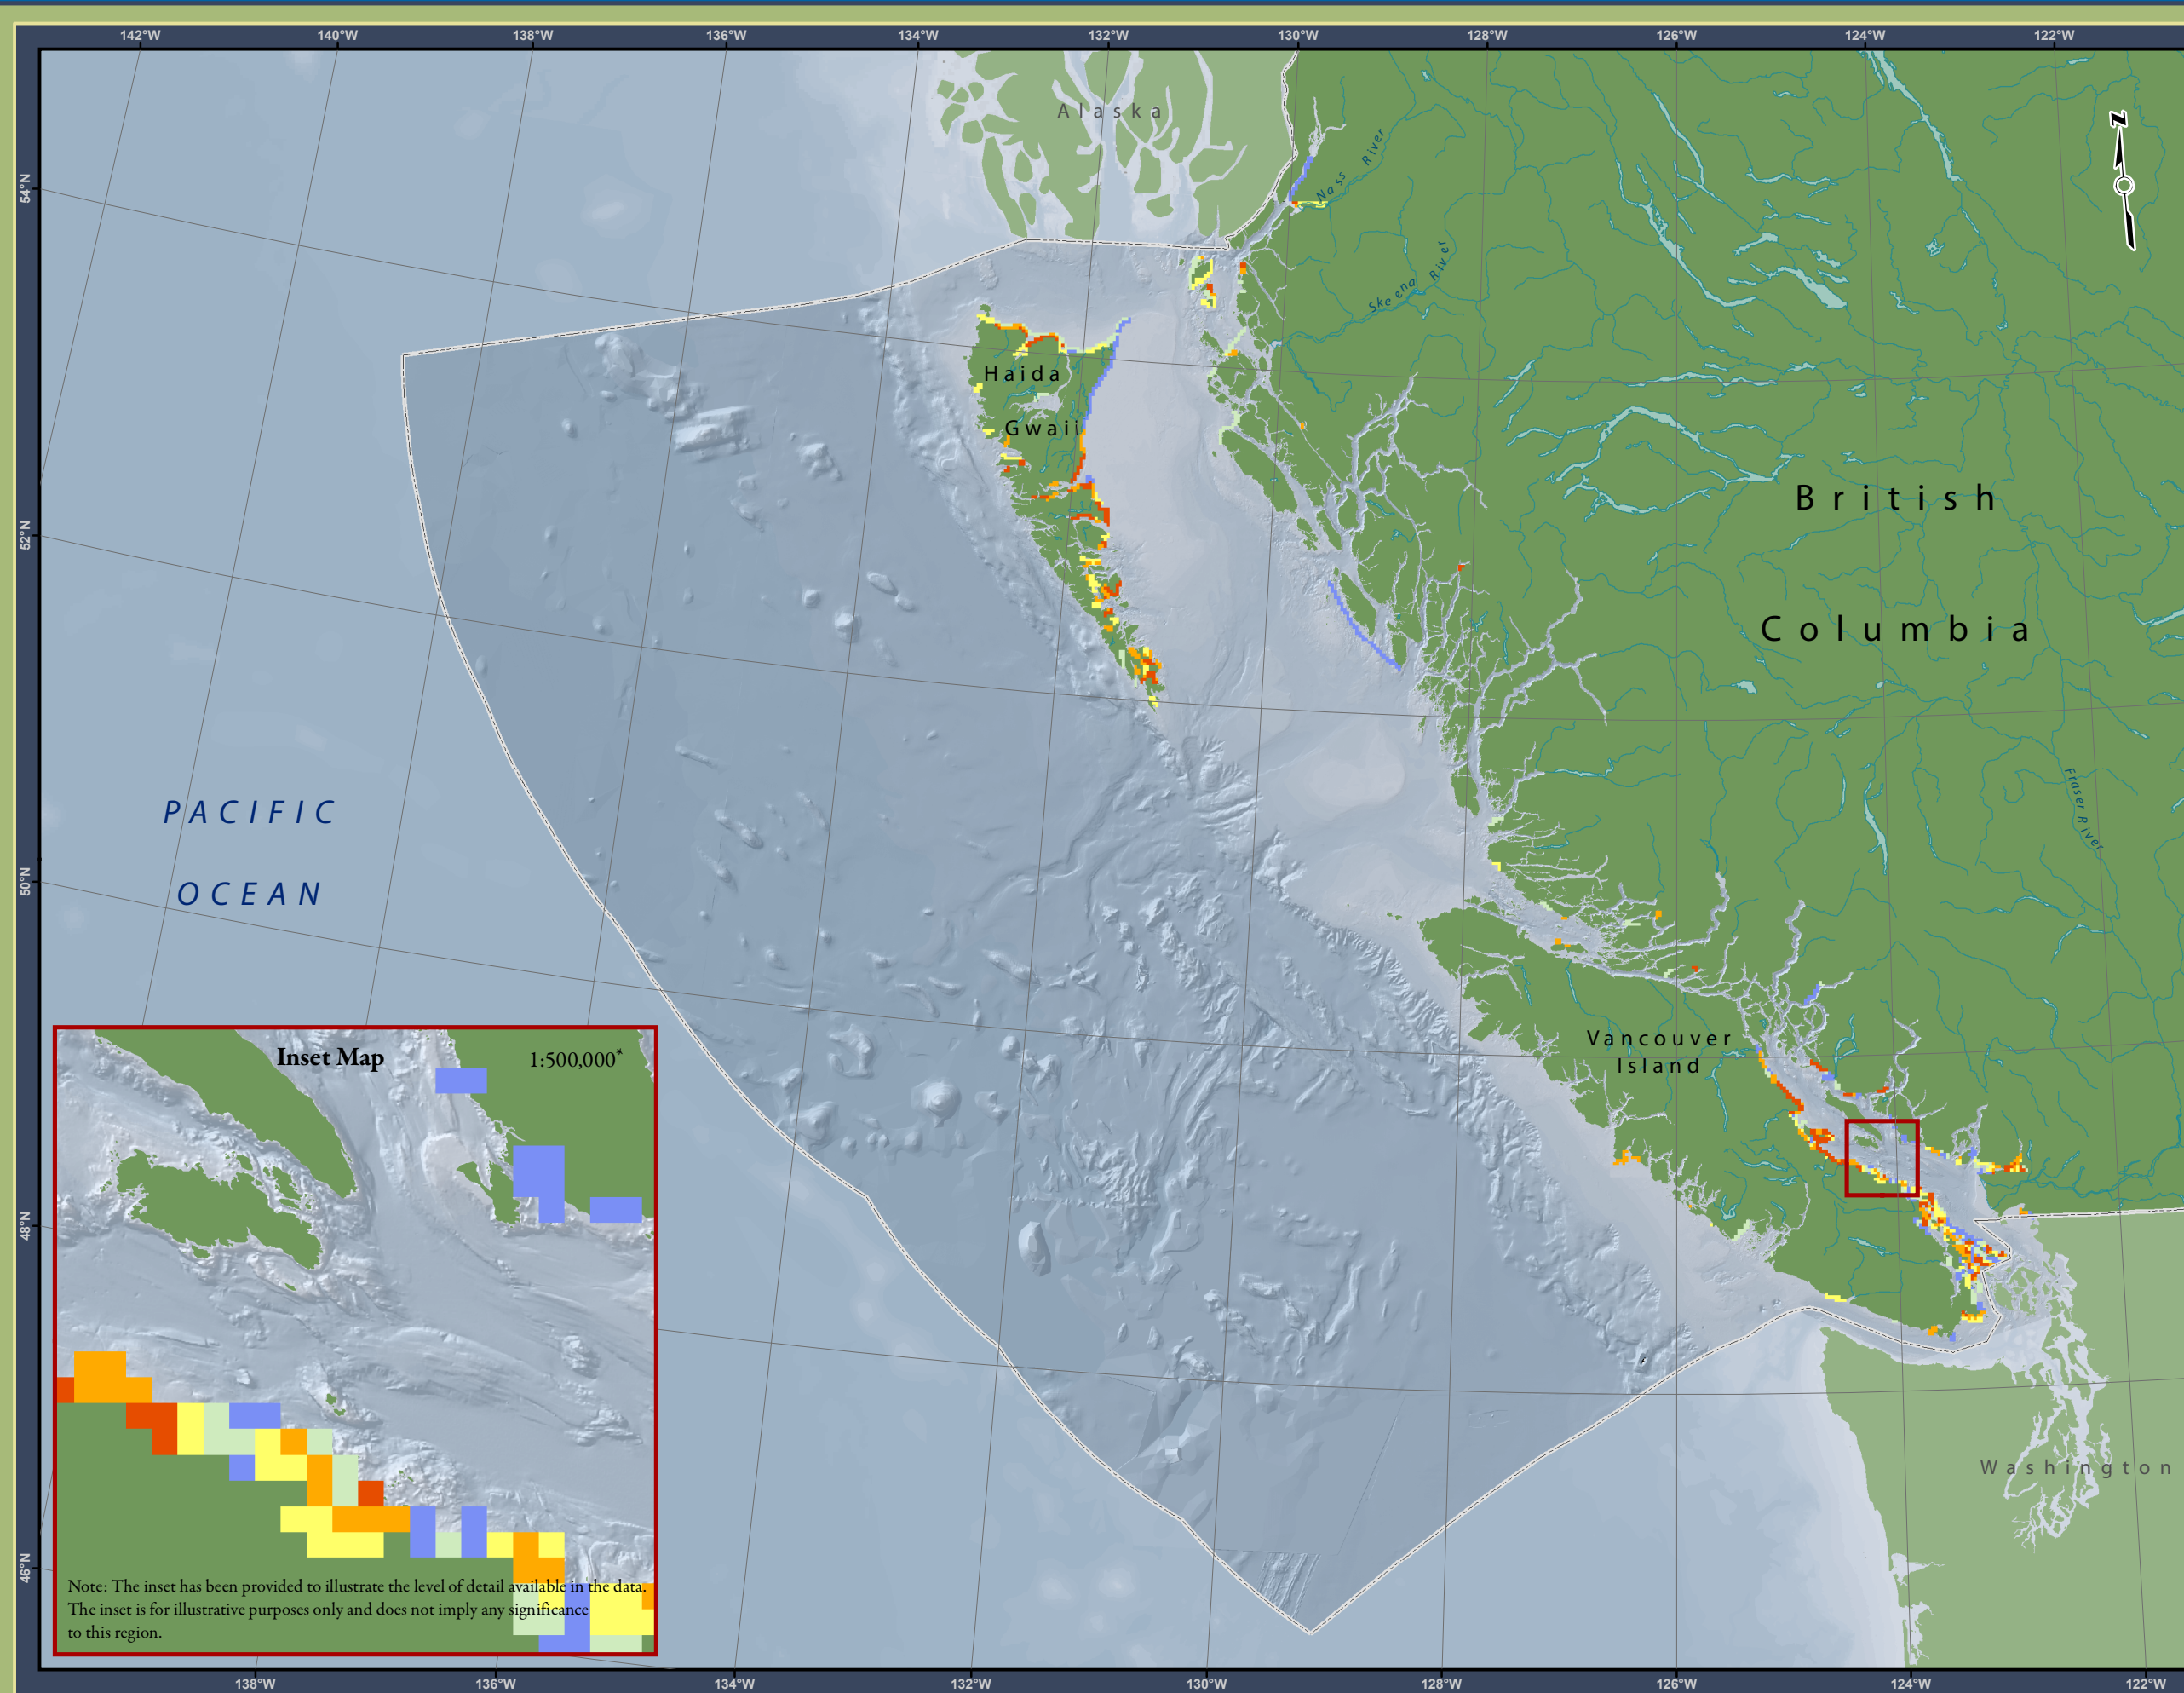 142°W 140°W 138°W 136°W 134°W 132°W 130°W 128°W 126°W 124°W 122°W
Alaska
N
54°N
Nass River
Skeena River
Haida
Gwaii
British
52°N
Columbia
PACIFIC
Fraser River
OCEAN
50°N
Vancouver
Island
Inset Map
1:500,000*
48°N
Washington
46°N
Note: The inset has been provided to illustrate the level of detail available in the data.
The inset is for illustrative purposes only and does not imply any significance
to this region.
138°W 136°W 134°W 132°W 130°W 128°W 126°W 124°W 122°W